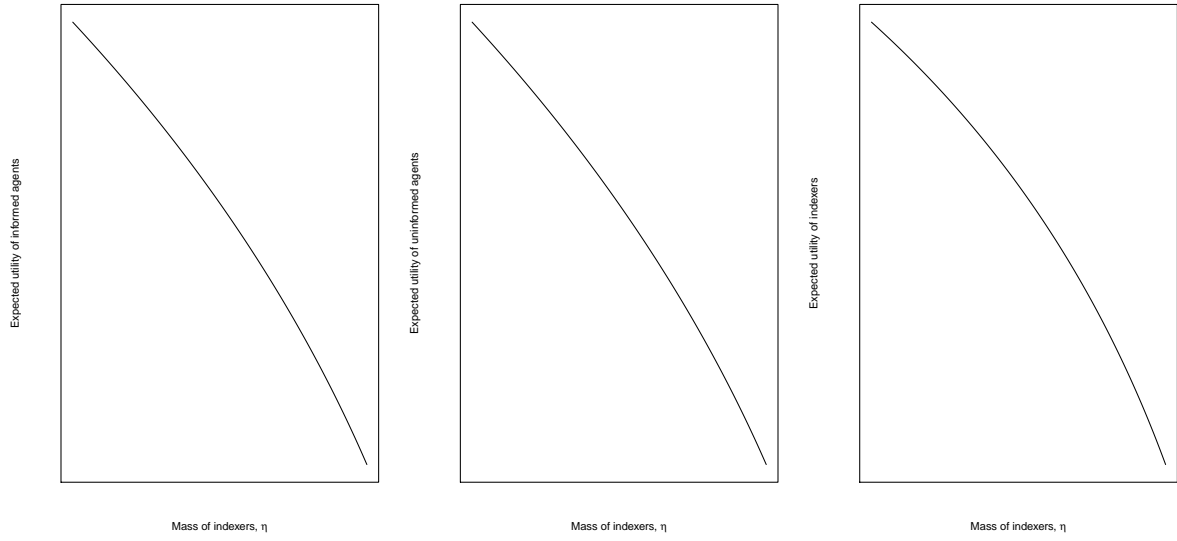 Expected utility of informed agents
Mass of indexers, η
Expected utility of uninformed agents
Mass of indexers, η
Expected utility of indexers
Mass of indexers, η